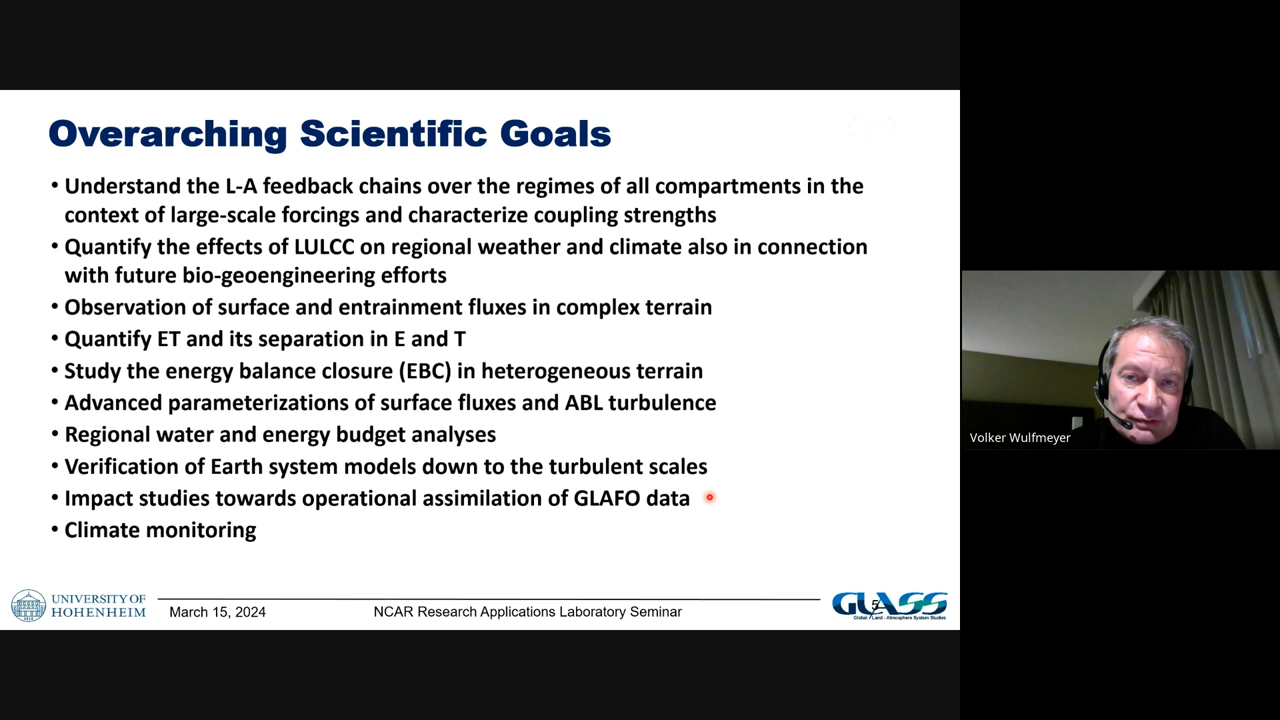 Overarching Scientific Goals
• Understand the L-A feedback chains over the regimes of all compartments in the
context of large-scale forcings and characterize coupling strengths
• Quantify the effects of LULCC on regional weather and climate also in connection
with future bio-geoengineering efforts
• Observation of surface and entrainment fluxes in complex terrain
• Quantify ET and its separation in E and T
• Study the energy balance closure (EBC) in heterogeneous terrain
• Advanced parameterizations of surface fluxes and ABL turbulence
• Regional water and energy budget analyses
• Verification of Earth system models down to the turbulent scales
• Impact studies towards operational assimilation of GLAFO data
• Climate monitoring
Volker Wulfmeyer
UNIVERSITY OF
HOHENHEIM
March 15, 2024
NCAR Research Applications Laboratory Seminar
5
GLASS
Global Land - Atmosphere System Studies